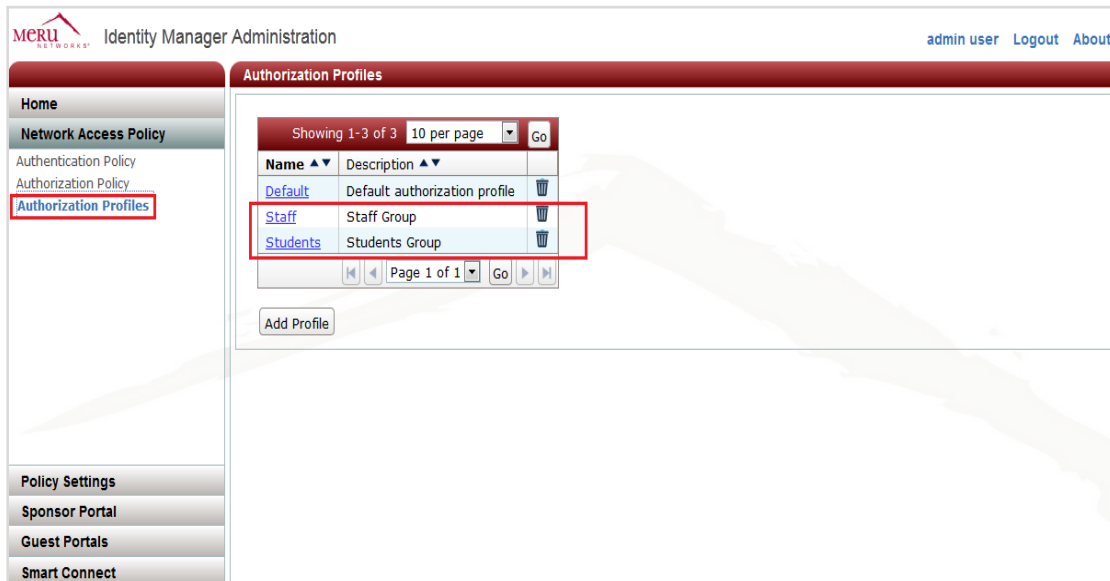 MERU NETWORKS Identity Manager Administration
admin user Logout About
Authorization Profiles
Home
Network Access Policy
Authentication Policy
Authorization Policy
Authorization Profiles
Showing 1-3 of 3 10 per page Go
Name Description
Default Default authorization profile
Staff Staff Group
Students Students Group
Page 1 of 1 Go
Add Profile
Policy Settings
Sponsor Portal
Guest Portals
Smart Connect